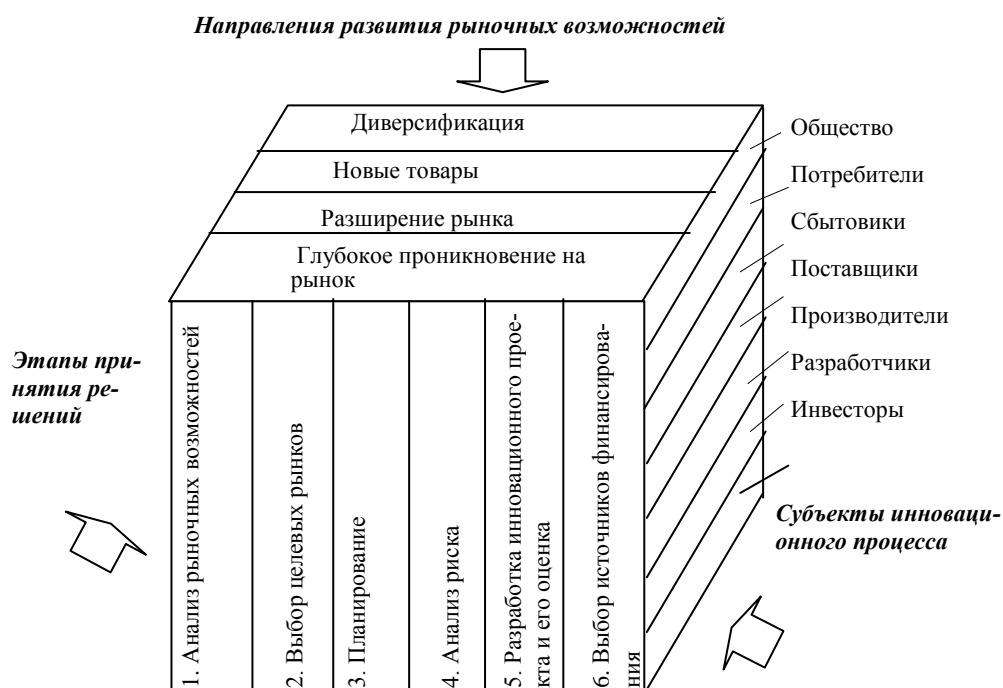 Направления развития рыночных возможностей
Диверсификация
Новые товары
Разширение рынка
Глубокое проникновение на
рынок
Общество
Потребители
Сбытовики
Поставщики
Производители
Разработчики
Инвесторы
Этапы при-
нятия ре-
шений
1. Анализ рыночных возможностей
2. Выбор целевых рынков
3. Планирование
4. Анализ риска
5. Разработка инновационного прое-
кта и его оценка
6. Выбор источников финансирова-
ния
Субъекты инноваци-
онного процесса